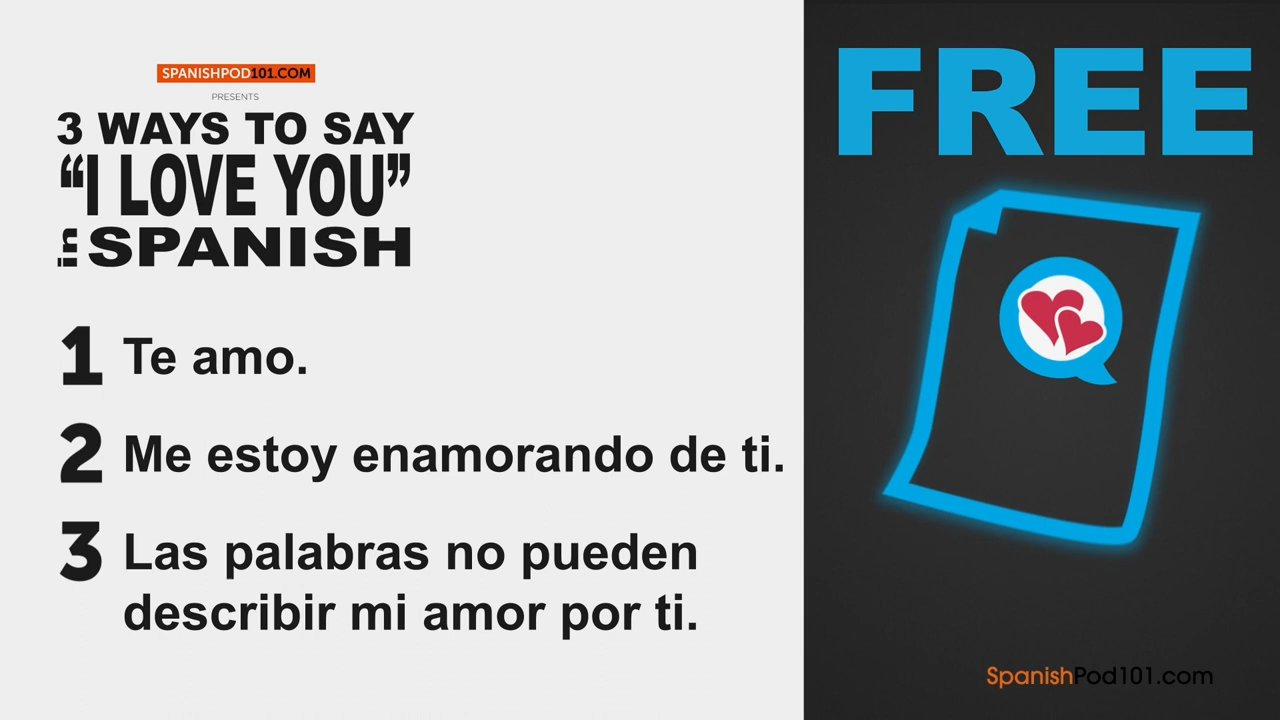 SPANISHPOD101.COM
PRESENTS
3 WAYS TO SAY
“I LOVE YOU”
in SPANISH
1 Te amo.
2 Me estoy enamorando de ti.
3 Las palabras no pueden
describir mi amor por ti.
FREE
SpanishPod101.com